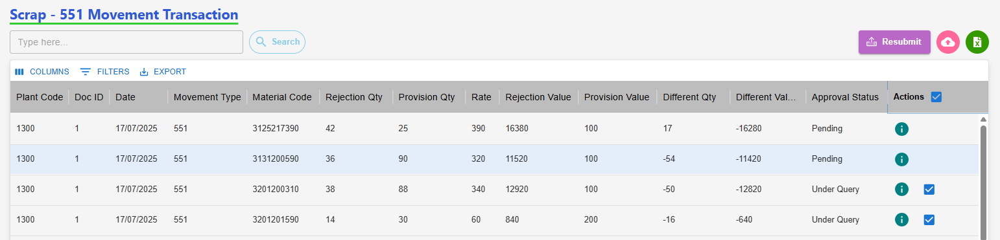 Scrap - 551 Movement Transaction
Type here... Search Resubmit
COLUMNS FILTERS EXPORT
Plant Code Doc ID Date Movement Type Material Code Rejection Qty Provision Qty Rate Rejection Value Provision Value Different Qty Different Val... Approval Status Actions
1300 1 17/07/2025 551 3125217390 42 25 390 16380 100 17 -16280 Pending
1300 1 17/07/2025 551 3131200590 36 90 320 11520 100 -54 -11420 Pending
1300 1 17/07/2025 551 3201200310 38 88 340 12920 100 -50 -12820 Under Query
1300 1 17/07/2025 551 3201201590 14 30 60 840 200 -16 -640 Under Query